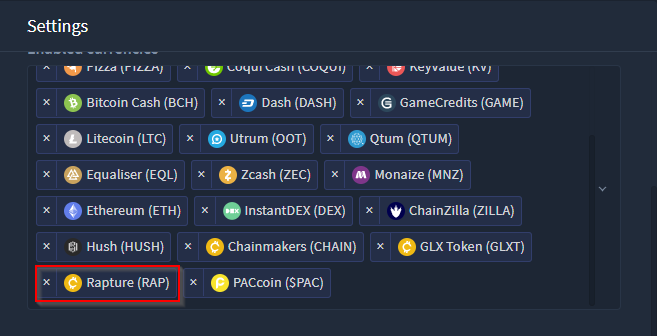 Settings
Enabled currencies
× Pizza (PIZZA) × Coqui Cash (COQUI) × KeyValue (KV)
× Bitcoin Cash (BCH) × Dash (DASH) × GameCredits (GAME)
× Litecoin (LTC) × Utrum (OOT) × Qtum (QTUM)
× Equaliser (EQL) × Zcash (ZEC) × Monaize (MNZ)
× Ethereum (ETH) × InstantDEX (DEX) × ChainZilla (ZILLA)
× Hush (HUSH) × Chainmakers (CHAIN) × GLX Token (GLXT)
× Rapture (RAP) × PACcoin ($PAC)